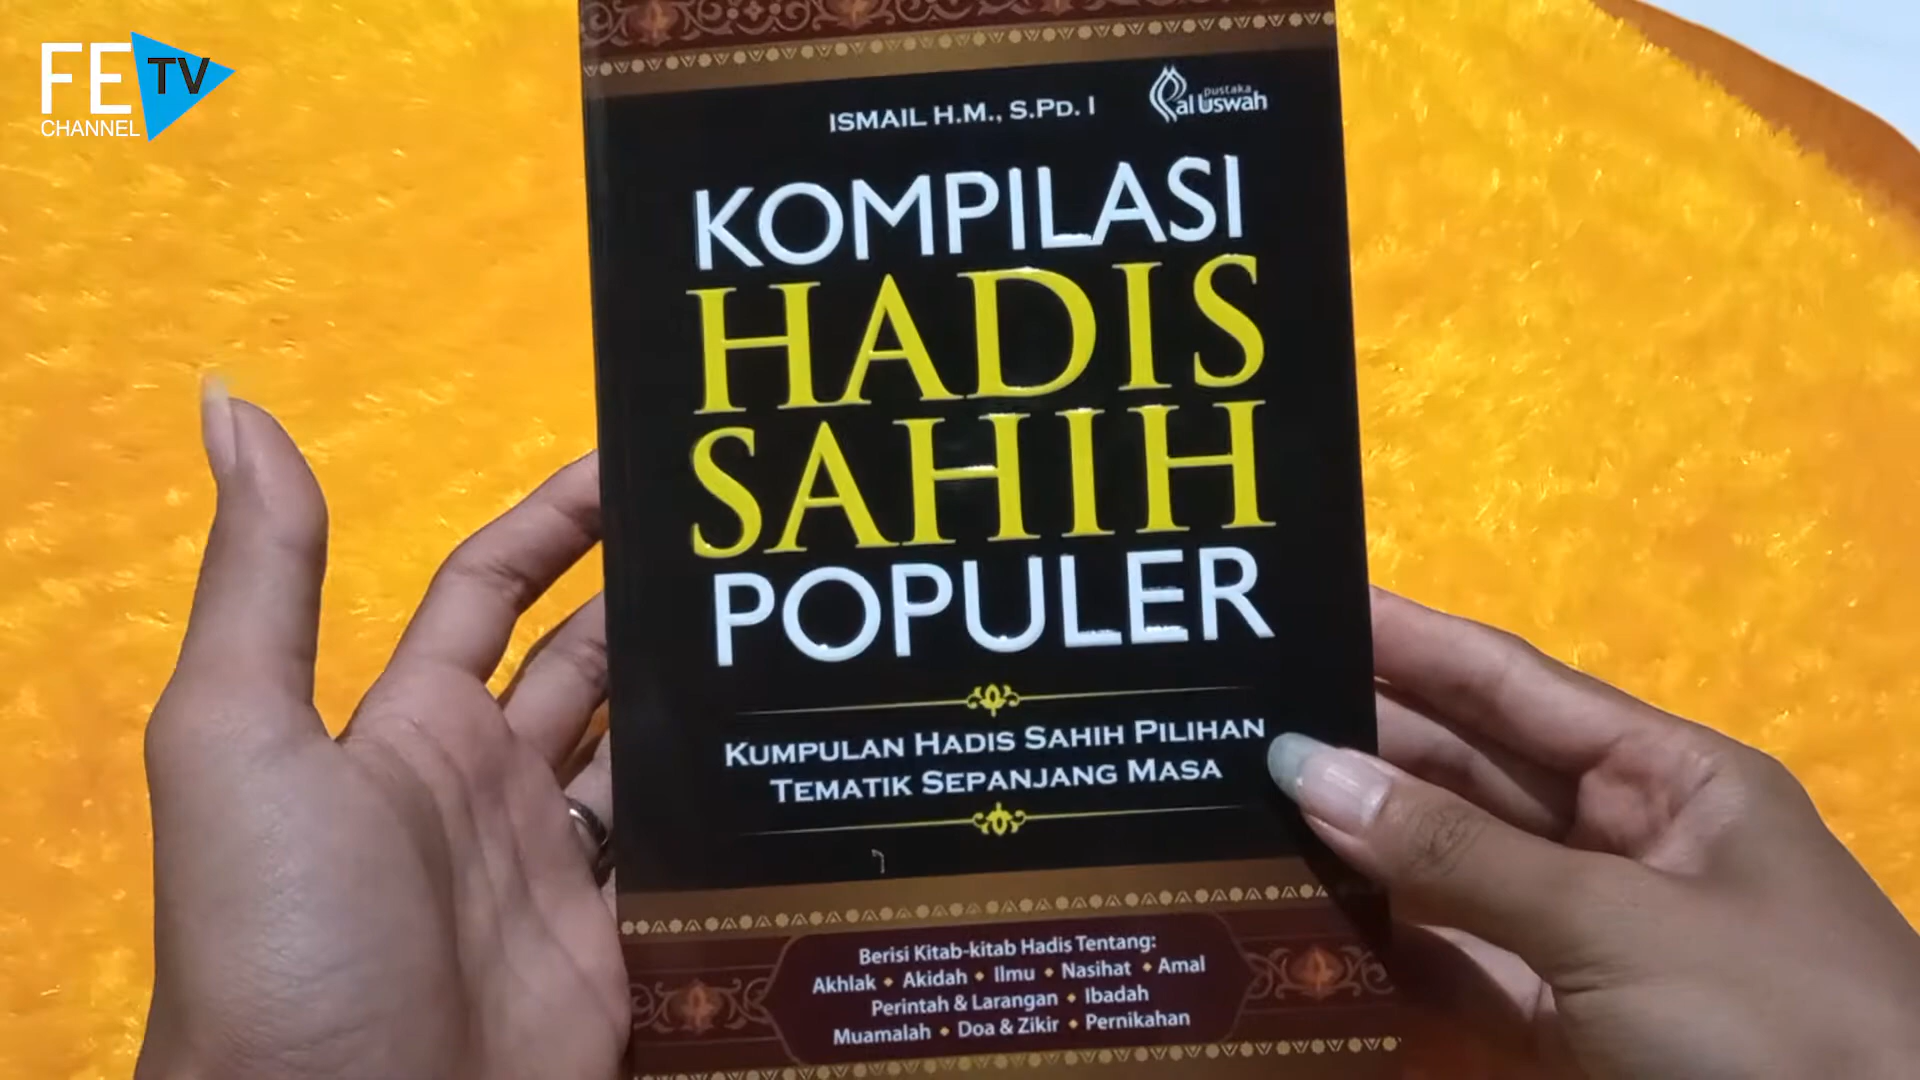 FE TV
CHANNEL
ISMAIL H.M., S.PD. I
pustaka
al Uswah
KOMPILASI
HADIS
SAHIH
POPULER
KUMPULAN HADIS SAHIH PILIHAN
TEMATIK SEPANJANG MASA
Berisi Kitab-kitab Hadis Tentang:
Akhlak • Akidah • Ilmu • Nasihat • Amal
Perintah & Larangan • Ibadah
Muamalah • Doa & Zikir • Pernikahan